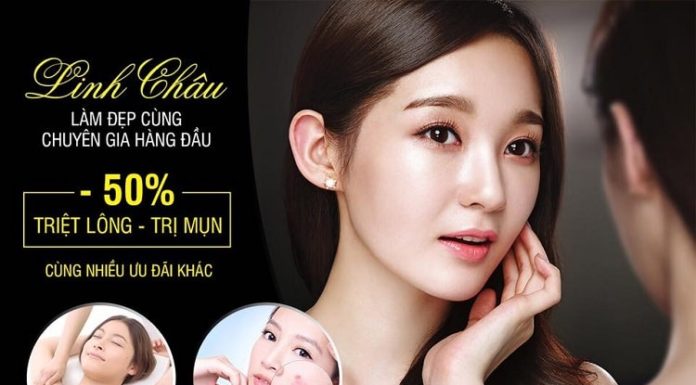 Linh Châu
LÀM ĐẸP CÙNG
CHUYÊN GIA HÀNG ĐẦU
- 50%
TRIỆT LÔNG - TRỊ MỤN
CÙNG NHIỀU ƯU ĐÃI KHÁC